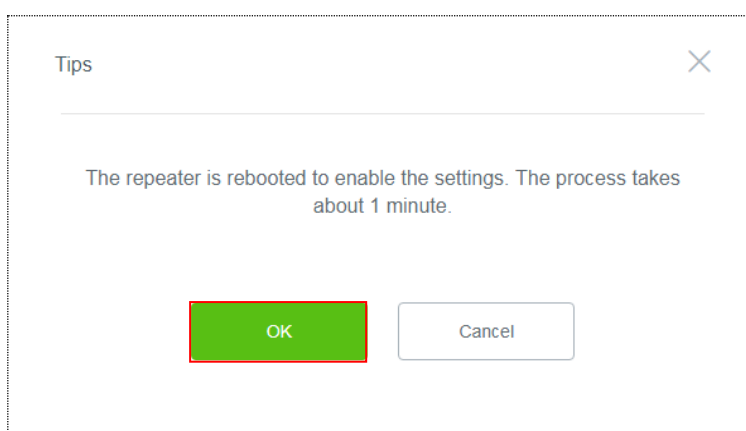 Tips
The repeater is rebooted to enable the settings. The process takes
about 1 minute.
OK
Cancel